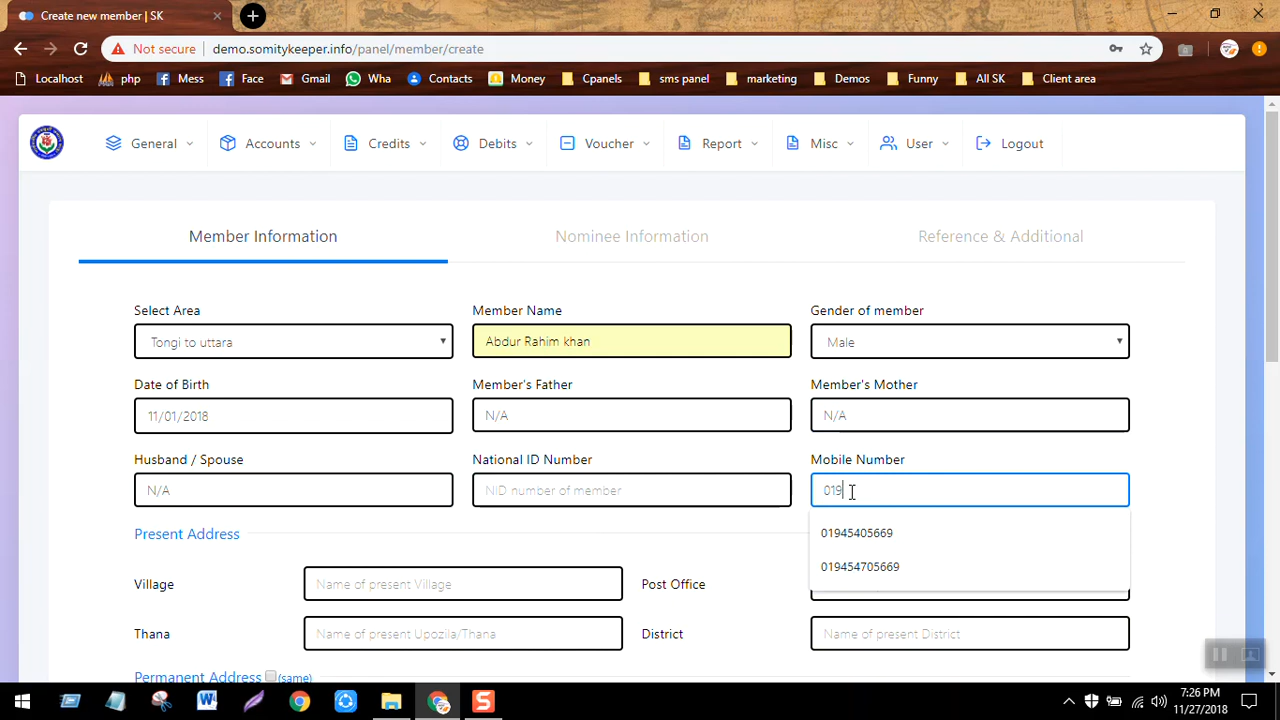 Create new member | SK
Not secure demo.somitykeeper.info/panel/member/create
Localhost php Mess Face Gmail Wha Contacts Money Cpanels sms panel marketing Demos Funny All SK Client area
General Accounts Credits Debits Voucher Report Misc User Logout
Member Information Nominee Information Reference & Additional
Select Area Member Name Gender of member
Tongi to uttara Abdur Rahim khan Male
Date of Birth Member's Father Member's Mother
11/01/2018 N/A N/A
Husband / Spouse National ID Number Mobile Number
N/A NID number of member 019
Present Address 01945405669
019454705669
Village Name of present Village Post Office
Thana Name of present Upozila/Thana District Name of present District
Permanent Address (same)
7:26 PM
11/27/2018